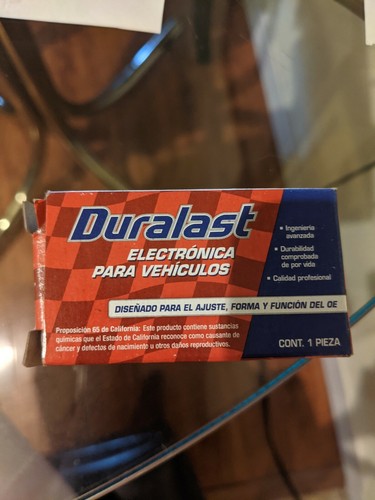 Duralast
ELECTRÓNICA
PARA VEHÍCULOS
• Ingeniería
avanzada
• Durabilidad
comprobada
de por vida
• Calidad profesional
DISEÑADO PARA EL AJUSTE, FORMA Y FUNCIÓN DEL OE
Proposición 65 de California: Este producto contiene sustancias
químicas que el Estado de California reconoce como causante de
cáncer y defectos de nacimiento u otros daños reproductivos.
CONT. 1 PIEZA